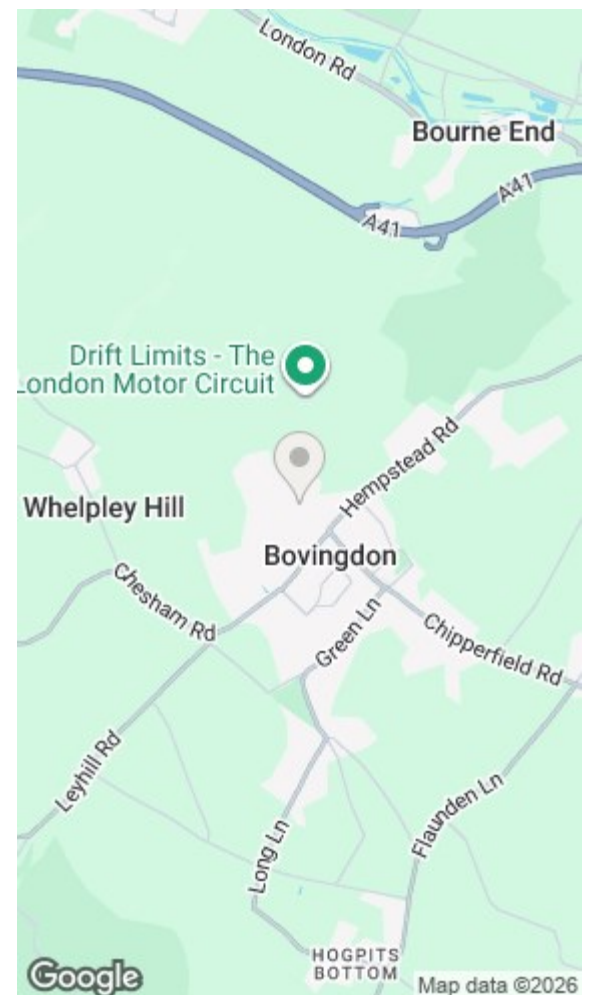 London Rd
Bourne End
A41
A41
Drift Limits - The
London Motor Circuit
Hempstead Rd
Whelpley Hill
Bovingdon
Chesham Rd
Green Ln
Chipperfield Rd
Leyhill Rd
Flaunden Ln
Long Ln
HOGPITS
BOTTOM
Google
Map data ©2026